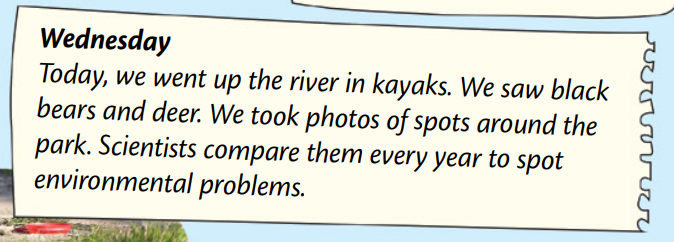 Wednesday
Today, we went up the river in kayaks. We saw black
bears and deer. We took photos of spots around the
park. Scientists compare them every year to spot
environmental problems.